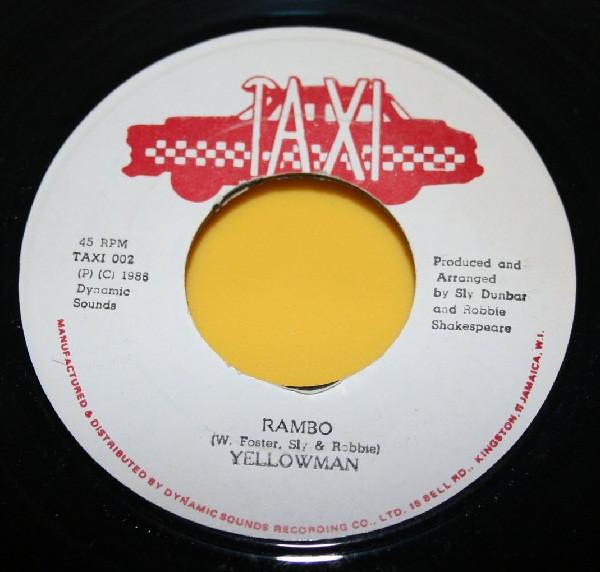 TAXI
45 RPM
TAXI 002
(P) (C) 1986
Dynamic
Sounds
Produced and
Arranged
by Sly Dunbar
and Robbie
Shakespeare
RAMBO
(W. Foster, Sly & Robbie)
YELLOWMAN
MANUFACTURED & DISTRIBUTED BY DYNAMIC SOUNDS RECORDING CO., LTD. 15 BELL RD., KINGSTON, 11 JAMAICA, W.I.